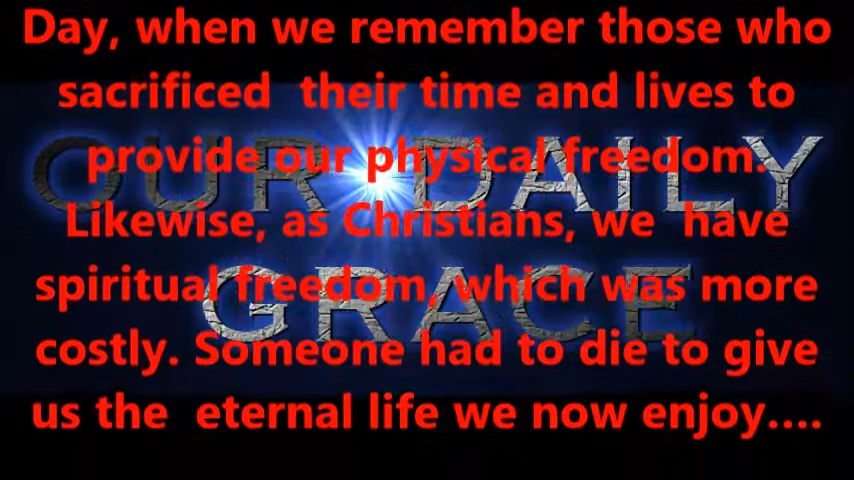 Day, when we remember those who
sacrificed their time and lives to
provide our physical freedom.
OUR DAILY
Likewise, as Christians, we have
spiritual freedom, which was more
GRACE
costly. Someone had to die to give
us the eternal life we now enjoy....